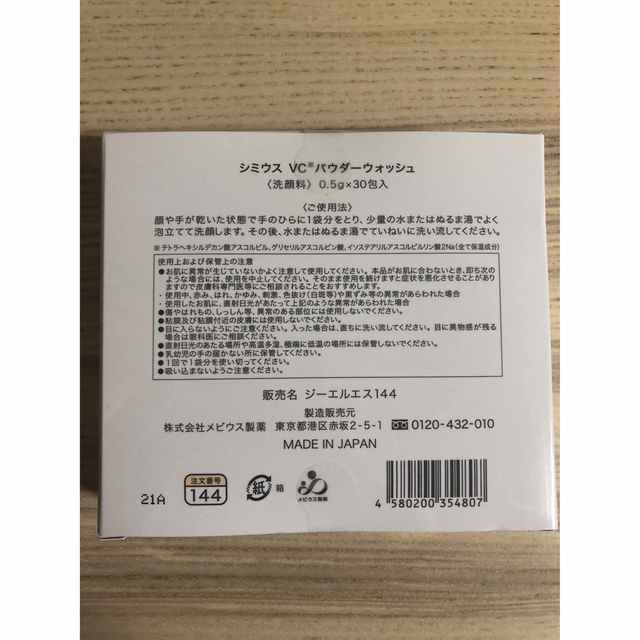 シミウス VC※パウダーウォッシュ
〈洗顔料〉 0.5g×30包入
〈ご使用法〉
顔や手が乾いた状態で手のひらに1袋分をとり、少量の水またはぬるま湯でよく
泡立てて洗顔します。その後、水またはぬるま湯でていねいに洗い流してください。
※ テトラヘキシルデカン酸アスコルビル、グリセリルアスコルビン酸、イソステアリルアスコルビルリン酸2Na(全て保湿成分)
使用上および保管上の注意
●お肌に異常が生じていないかよく注意して使用してください。本品がお肌に合わないとき、即ち次の
ような場合には、使用を中止してください。そのまま使用を続けますと症状を悪化させることがあり
ますので皮膚科専門医等にご相談されることをおすすめします。
・使用中、赤み、はれ、かゆみ、刺激、色抜け(白斑等)や黒ずみ等の異常があらわれた場合
・使用したお肌に、直射日光があたって上記のような異常があらわれた場合
●傷やはれもの、しっしん等、異常のある部位には使用しないでください。
●粘膜及び粘膜付近の皮膚には使用しないでください。
●目に入らないようにご注意ください。入った場合は、直ちに洗い流してください。目に異物感が残る
場合は眼科医にご相談ください。
●直射日光のあたる場所や高温多湿、極端に低温の場所には保管しないでください。
●乳幼児の手の届かない所に保管してください。
●1回で1袋分を使い切ってください。
●吸い込まないようご注意ください。
販売名 ジーエルエス144
製造販売元
株式会社メビウス製薬 東京都港区赤坂2-5-1 0120-432-010
MADE IN JAPAN
21A
注文番号
144
紙 箱
メビウス製薬
4 580200 354807